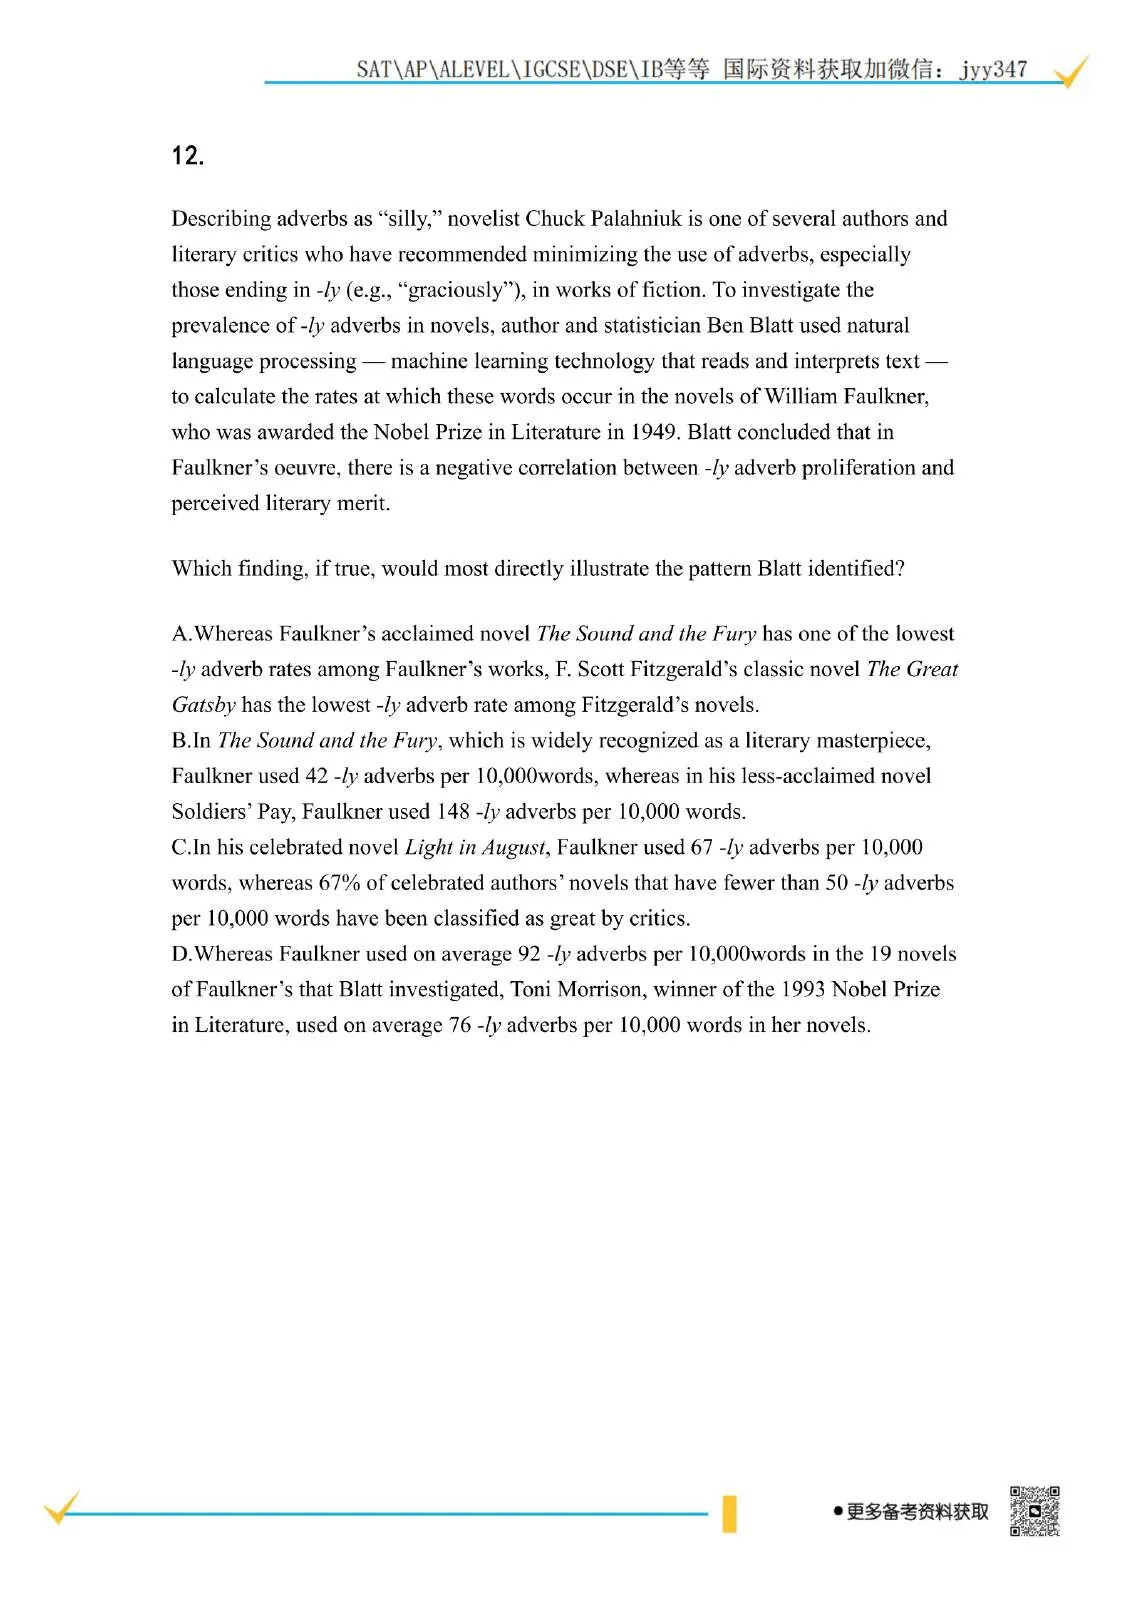 SAT\AP\ALEVEL\IGCSE\DSE\IB等等 国际资料获取加微信: jyy347
12.
Describing adverbs as “silly,” novelist Chuck Palahniuk is one of several authors and
literary critics who have recommended minimizing the use of adverbs, especially
those ending in -ly (e.g., “graciously”), in works of fiction. To investigate the
prevalence of -ly adverbs in novels, author and statistician Ben Blatt used natural
language processing — machine learning technology that reads and interprets text —
to calculate the rates at which these words occur in the novels of William Faulkner,
who was awarded the Nobel Prize in Literature in 1949. Blatt concluded that in
Faulkner’s oeuvre, there is a negative correlation between -ly adverb proliferation and
perceived literary merit.
Which finding, if true, would most directly illustrate the pattern Blatt identified?
A.Whereas Faulkner’s acclaimed novel The Sound and the Fury has one of the lowest
-ly adverb rates among Faulkner’s works, F. Scott Fitzgerald’s classic novel The Great
Gatsby has the lowest -ly adverb rate among Fitzgerald’s novels.
B.In The Sound and the Fury, which is widely recognized as a literary masterpiece,
Faulkner used 42 -ly adverbs per 10,000words, whereas in his less-acclaimed novel
Soldiers’ Pay, Faulkner used 148 -ly adverbs per 10,000 words.
C.In his celebrated novel Light in August, Faulkner used 67 -ly adverbs per 10,000
words, whereas 67% of celebrated authors’ novels that have fewer than 50 -ly adverbs
per 10,000 words have been classified as great by critics.
D.Whereas Faulkner used on average 92 -ly adverbs per 10,000words in the 19 novels
of Faulkner’s that Blatt investigated, Toni Morrison, winner of the 1993 Nobel Prize
in Literature, used on average 76 -ly adverbs per 10,000 words in her novels.
●更多备考资料获取